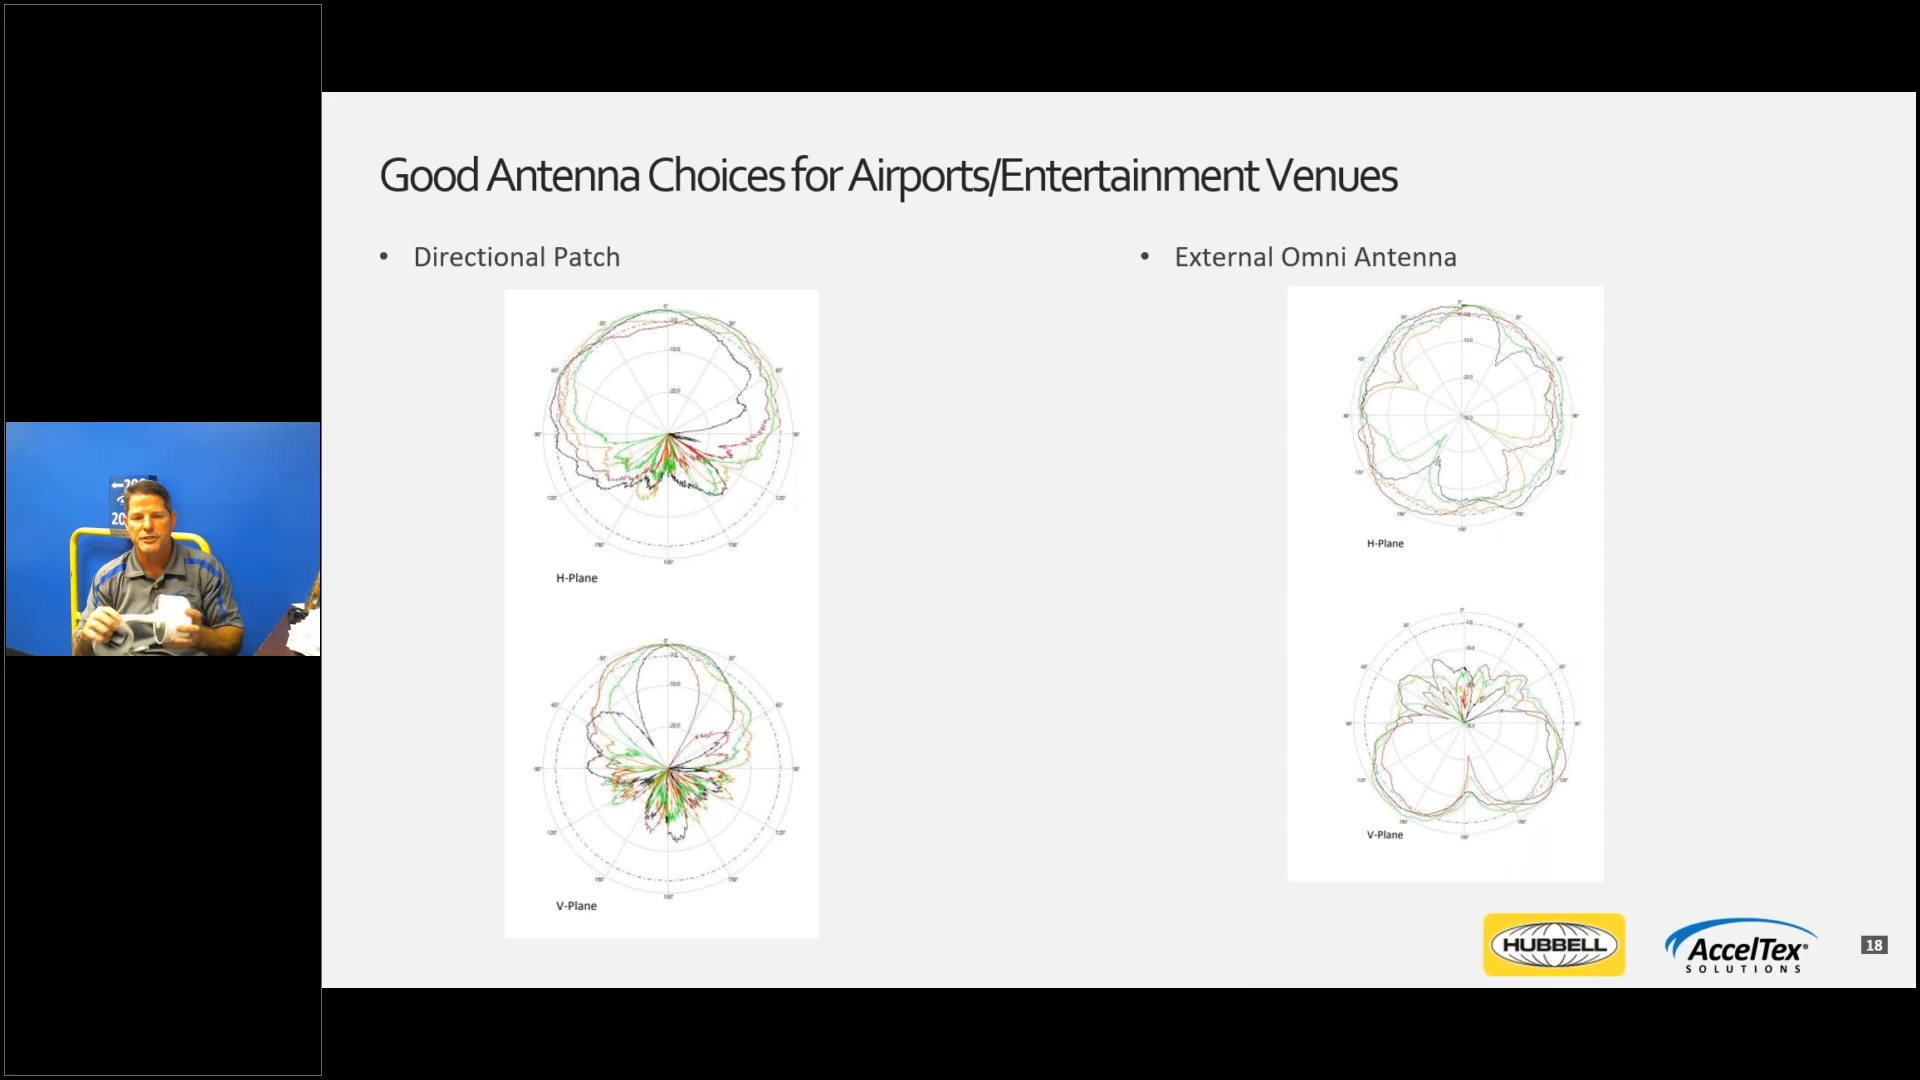 Good Antenna Choices for Airports/Entertainment Venues
• Directional Patch
H-Plane
V-Plane
• External Omni Antenna
H-Plane
V-Plane
HUBBELL
AccelTex®
SOLUTIONS
18